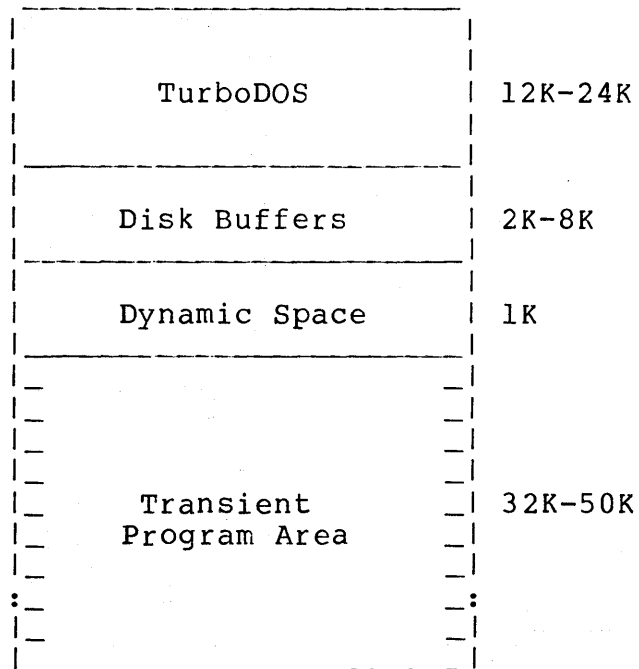 TurboDOS 12K-24K
Disk Buffers 2K-8K
Dynamic Space 1K
Transient 32K-50K
Program Area